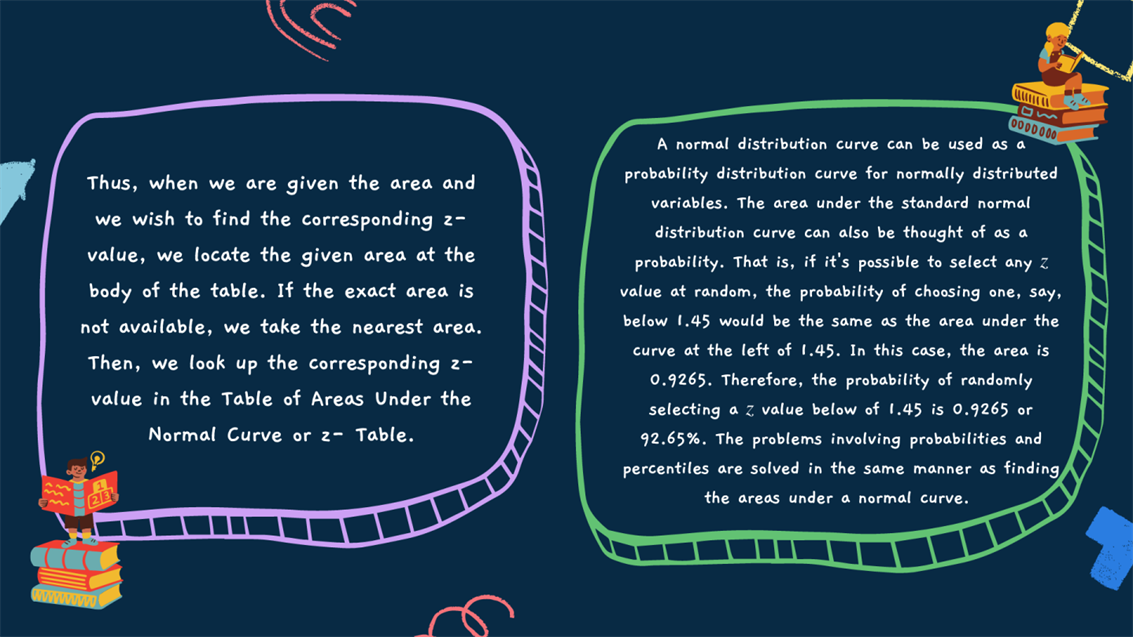 Thus, when we are given the area and
we wish to find the corresponding z-
value, we locate the given area at the
body of the table. If the exact area is
not available, we take the nearest area.
Then, we look up the corresponding z-
value in the Table of Areas Under the
Normal Curve or z- Table.
A normal distribution curve can be used as a
probability distribution curve for normally distributed
variables. The area under the standard normal
distribution curve can also be thought of as a
probability. That is, if it's possible to select any z
value at random, the probability of choosing one, say,
below 1.45 would be the same as the area under the
curve at the left of 1.45. In this case, the area is
0.9265. Therefore, the probability of randomly
selecting a z value below of 1.45 is 0.9265 or
92.65%. The problems involving probabilities and
percentiles are solved in the same manner as finding
the areas under a normal curve.
1
2 3